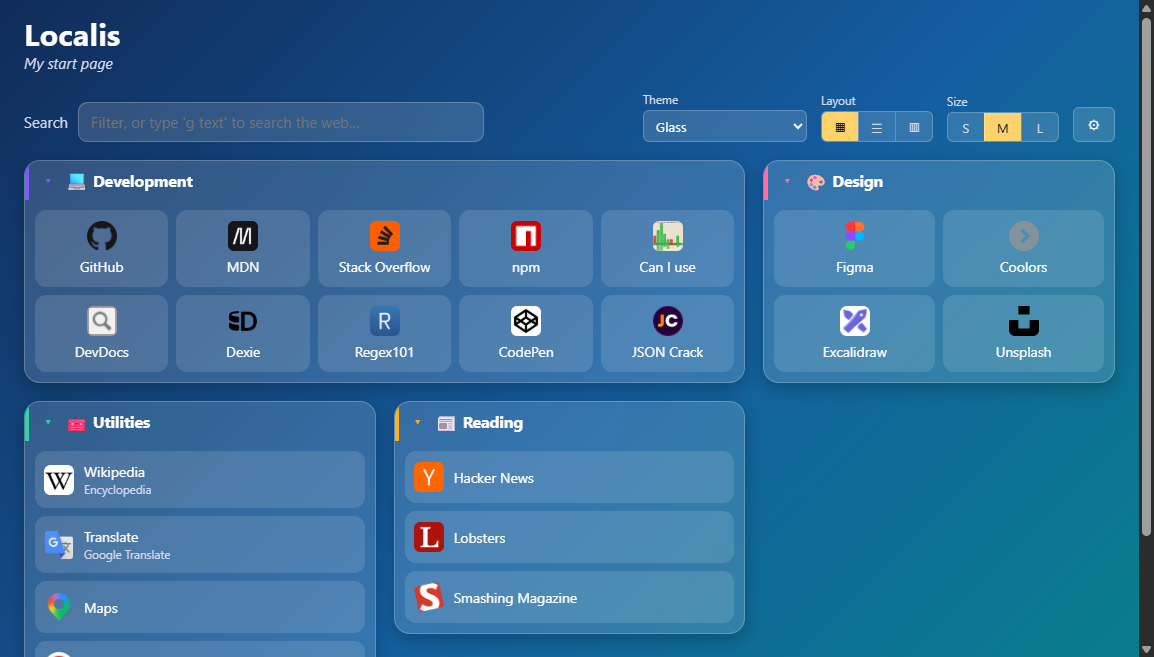 Localis
My start page
Search
Filter, or type 'g text' to search the web...
Theme
Glass
Layout
Size
S M L
Development
GitHub
MDN
Stack Overflow
npm
Can I use
DevDocs
Dexie
Regex101
CodePen
JSON Crack
Design
Figma
Coolors
Excalidraw
Unsplash
Utilities
Wikipedia
Encyclopedia
Translate
Google Translate
Maps
Reading
Hacker News
Lobsters
Smashing Magazine